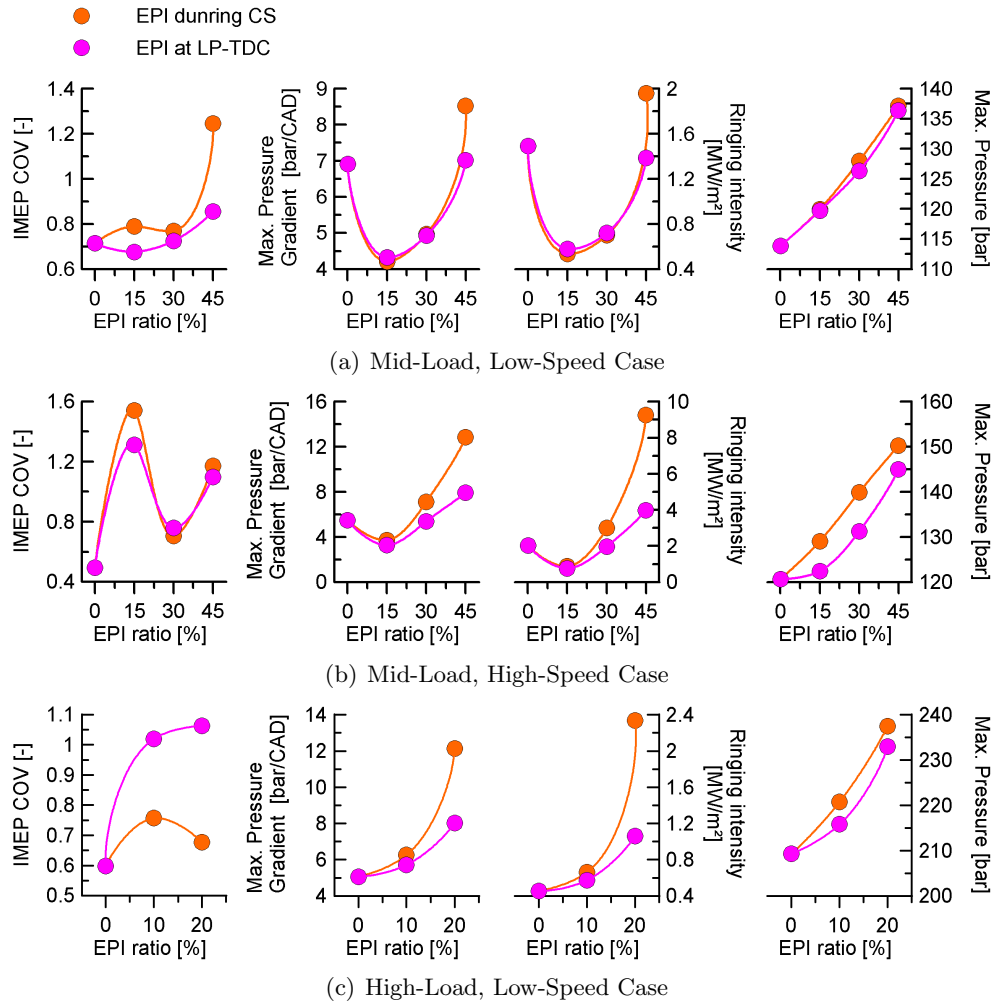 EPI dunring CS
EPI at LP-TDC
IMEP COV [-]
1.4
1.2
1
0.8
0.6
0 15 30 45
EPI ratio [%]
Max. Pressure
Gradient [bar/CAD]
9
8
7
6
5
4
0 15 30 45
EPI ratio [%]
2
1.6
1.2
0.8
0.4
Ringing intensity
[MW/m²]
0 15 30 45
EPI ratio [%]
140
135
130
125
120
115
110
Max. Pressure [bar]
0 15 30 45
EPI ratio [%]
(a) Mid-Load, Low-Speed Case
IMEP COV [-]
1.6
1.2
0.8
0.4
0 15 30 45
EPI ratio [%]
Max. Pressure
Gradient [bar/CAD]
16
12
8
4
0
0 15 30 45
EPI ratio [%]
10
8
6
4
2
0
Ringing intensity
[MW/m²]
0 15 30 45
EPI ratio [%]
160
150
140
130
120
Max. Pressure [bar]
0 15 30 45
EPI ratio [%]
(b) Mid-Load, High-Speed Case
IMEP COV [-]
1.1
1
0.9
0.8
0.7
0.6
0.5
0 10 20
EPI ratio [%]
Max. Pressure
Gradient [bar/CAD]
14
12
10
8
6
4
0 10 20
EPI ratio [%]
2.4
2
1.6
1.2
0.8
0.4
Ringing intensity
[MW/m²]
0 10 20
EPI ratio [%]
240
230
220
210
200
Max. Pressure [bar]
0 10 20
EPI ratio [%]
(c) High-Load, Low-Speed Case